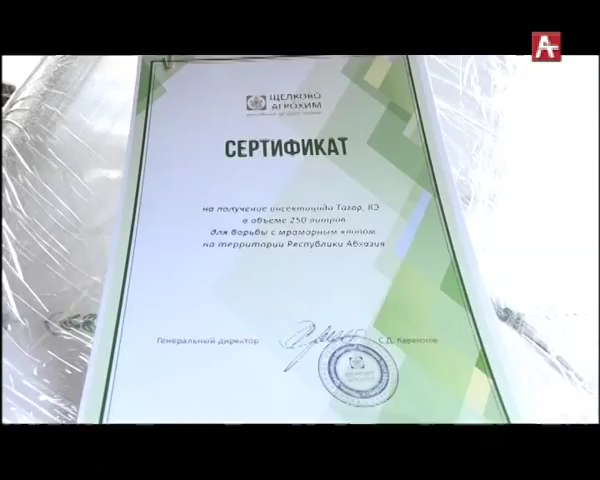 ЩЕЛКОВО
АГРОХИМ
СЕРТИФИКАТ
на получение инсектицида Тагор, КЭ
в объеме 250 литров
для борьбы с мраморным клопом
на территории Республики Абхазия
Генеральный директор
С.Д. Каракотов